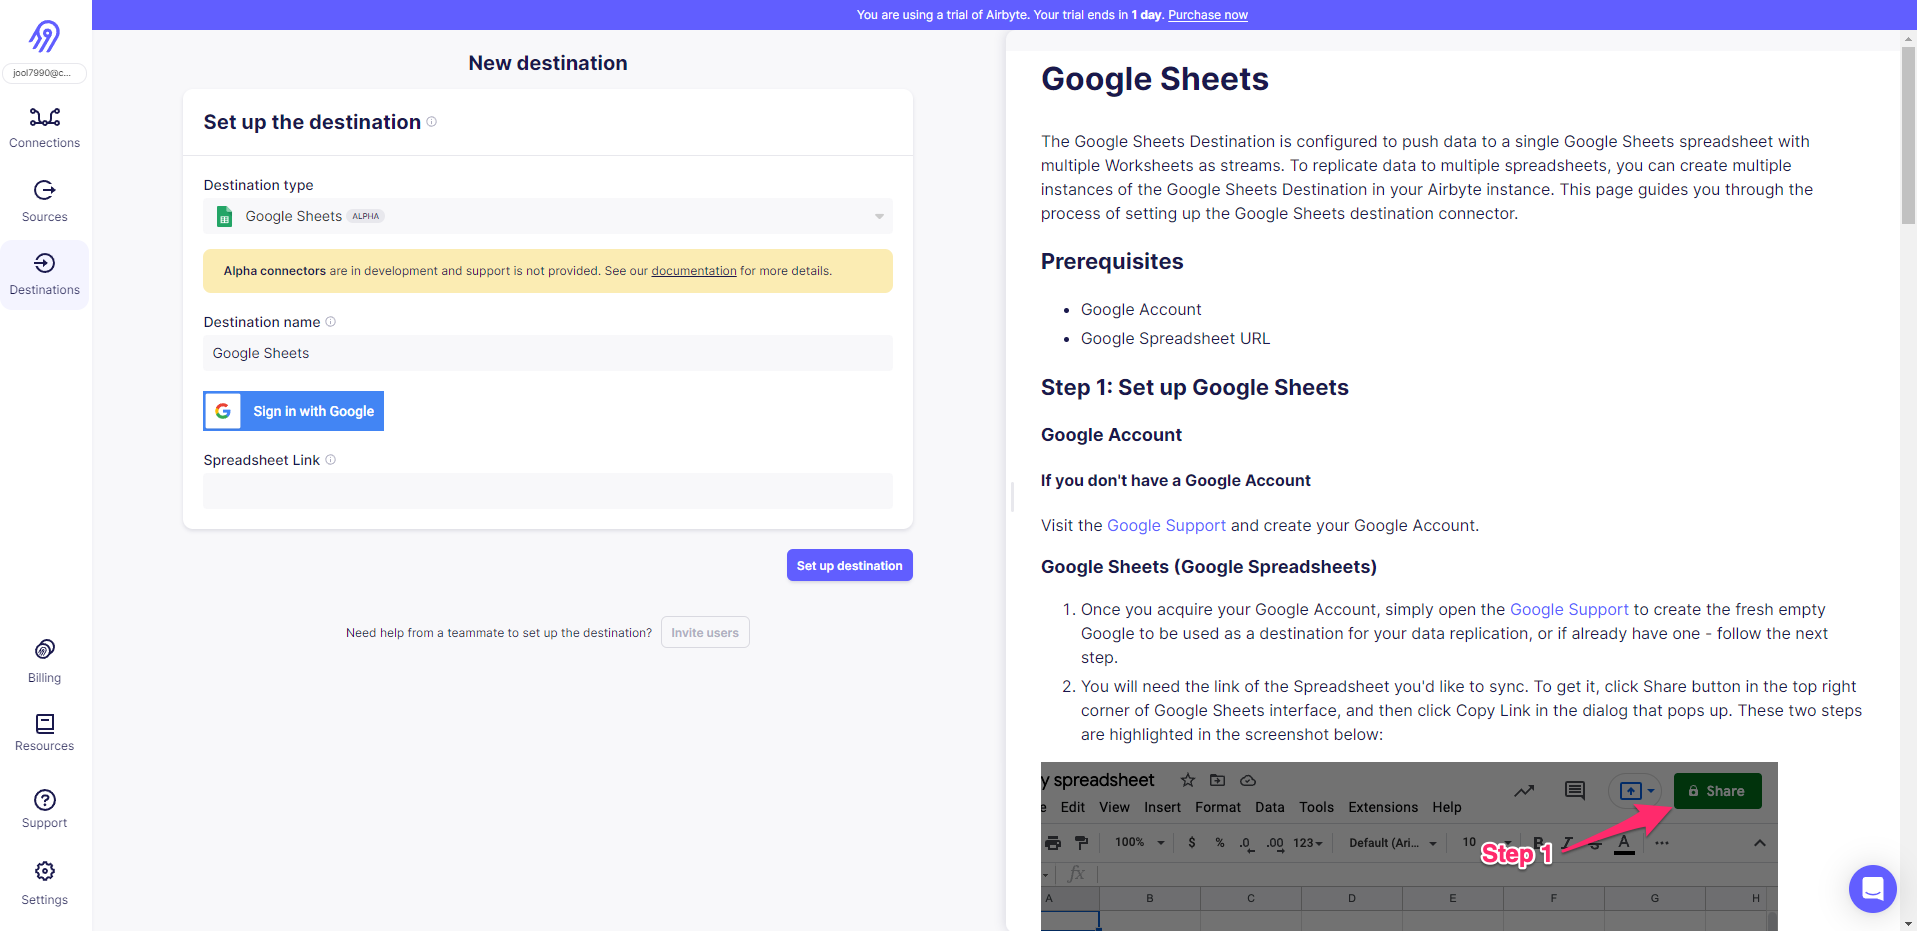 You are using a trial of Airbyte. Your trial ends in 1 day. Purchase now
jool7990@c...
Connections
Sources
Destinations
Billing
Resources
Support
Settings
New destination
Set up the destination
Destination type
Google Sheets ALPHA
Alpha connectors are in development and support is not provided. See our documentation for more details.
Destination name
Google Sheets
Sign in with Google
Spreadsheet Link
Set up destination
Need help from a teammate to set up the destination? Invite users
Google Sheets
The Google Sheets Destination is configured to push data to a single Google Sheets spreadsheet with
multiple Worksheets as streams. To replicate data to multiple spreadsheets, you can create multiple
instances of the Google Sheets Destination in your Airbyte instance. This page guides you through the
process of setting up the Google Sheets destination connector.
Prerequisites
• Google Account
• Google Spreadsheet URL
Step 1: Set up Google Sheets
Google Account
If you don't have a Google Account
Visit the Google Support and create your Google Account.
Google Sheets (Google Spreadsheets)
1. Once you acquire your Google Account, simply open the Google Support to create the fresh empty
Google to be used as a destination for your data replication, or if already have one - follow the next
step.
2. You will need the link of the Spreadsheet you'd like to sync. To get it, click Share button in the top right
corner of Google Sheets interface, and then click Copy Link in the dialog that pops up. These two steps
are highlighted in the screenshot below:
y spreadsheet
Share
e Edit View Insert Format Data Tools Extensions Help
100% $ % .0 .00 123 Default (Ari... 10 B I S A ...
Step 1
fx
A B C D E F G H